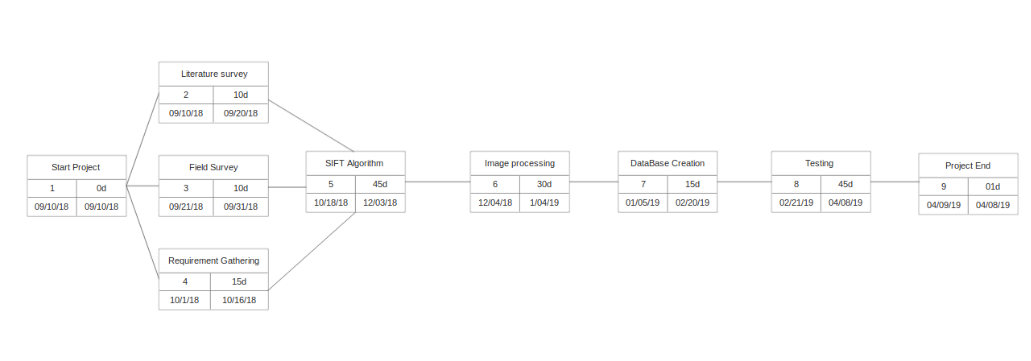 Literature survey
2 10d
09/10/18 09/20/18
Start Project
1 0d
09/10/18 09/10/18
Field Survey
3 10d
09/21/18 09/31/18
Requirement Gathering
4 15d
10/1/18 10/16/18
SIFT Algorithm
5 45d
10/18/18 12/03/18
Image processing
6 30d
12/04/18 1/04/19
DataBase Creation
7 15d
01/05/19 02/20/19
Testing
8 45d
02/21/19 04/08/19
Project End
9 01d
04/09/19 04/08/19